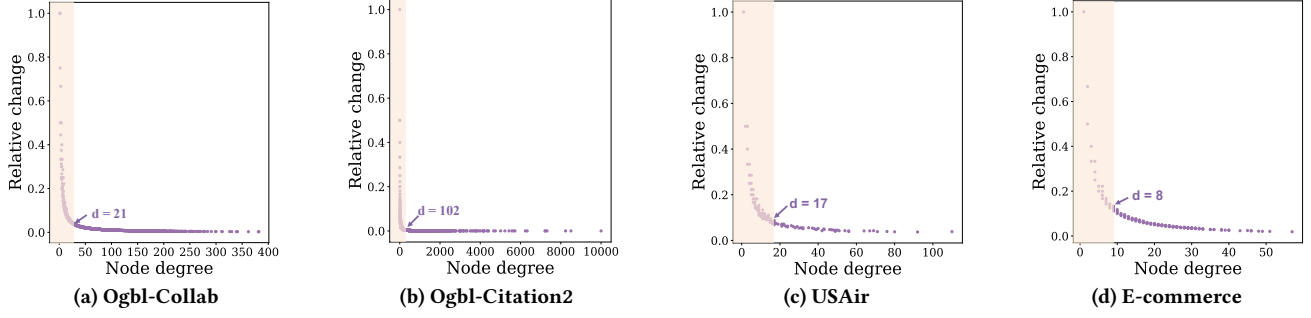 Relative change
1.0
0.8
0.6
0.4
0.2
0.0
d = 21
0 50 100 150 200 250 300 350 400
Node degree
(a) Ogbl-Collab
Relative change
1.0
0.8
0.6
0.4
0.2
0.0
d = 102
0 2000 4000 6000 8000 10000
Node degree
(b) Ogbl-Citation2
Relative change
1.0
0.8
0.6
0.4
0.2
0.0
d = 17
0 20 40 60 80 100
Node degree
(c) USAir
Relative change
1.0
0.8
0.6
0.4
0.2
0.0
d = 8
0 10 20 30 40 50
Node degree
(d) E-commerce